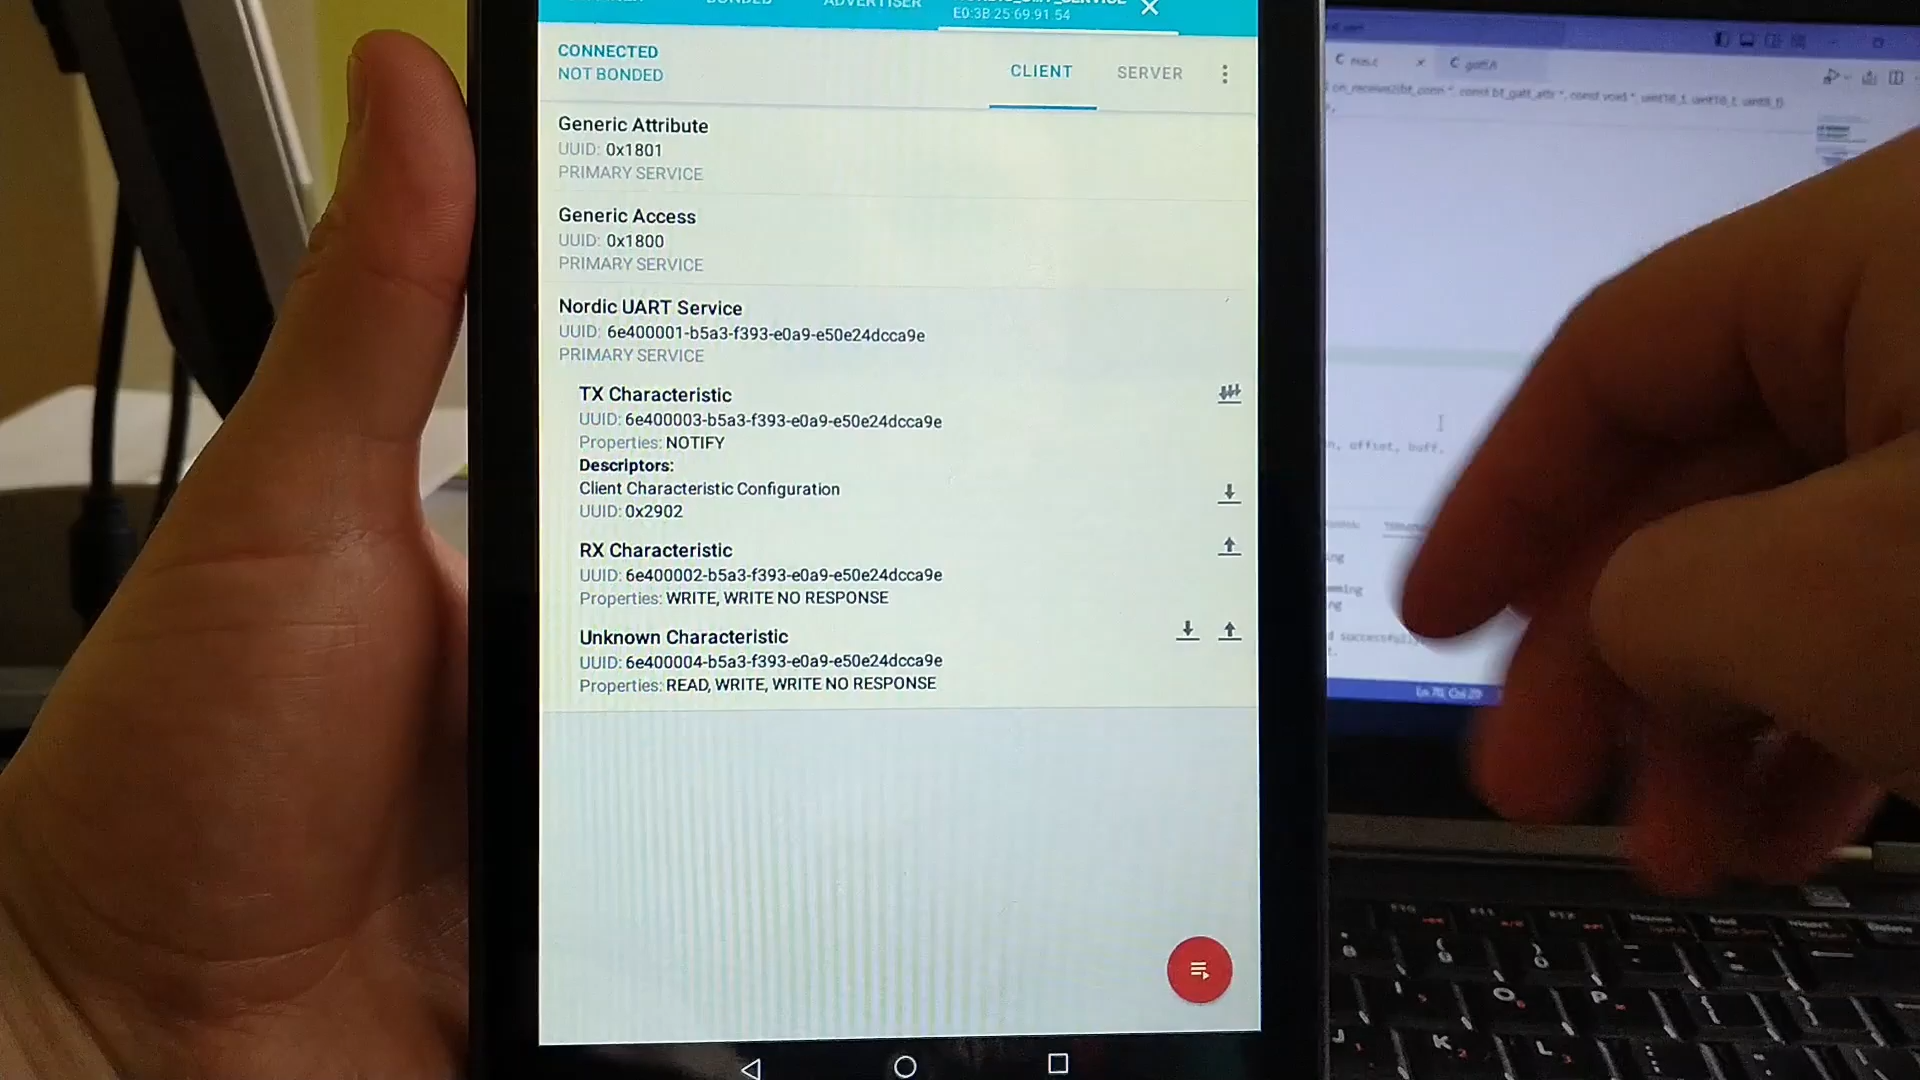 E0:3B:25:69:91:54
CONNECTED
NOT BONDED
CLIENT
SERVER
Generic Attribute
UUID: 0x1801
PRIMARY SERVICE
Generic Access
UUID: 0x1800
PRIMARY SERVICE
Nordic UART Service
UUID: 6e400001-b5a3-f393-e0a9-e50e24dcca9e
PRIMARY SERVICE
TX Characteristic
UUID: 6e400003-b5a3-f393-e0a9-e50e24dcca9e
Properties: NOTIFY
Descriptors:
Client Characteristic Configuration
UUID: 0x2902
RX Characteristic
UUID: 6e400002-b5a3-f393-e0a9-e50e24dcca9e
Properties: WRITE, WRITE NO RESPONSE
Unknown Characteristic
UUID: 6e400004-b5a3-f393-e0a9-e50e24dcca9e
Properties: READ, WRITE, WRITE NO RESPONSE
, offset, buff,
O
P
J
K
L